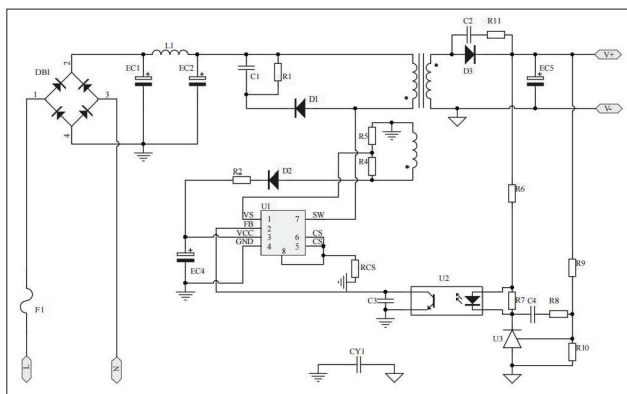 C2
R11
L1
V+
2
D3
EC1
EC2
C1
R1
EC5
DB1
1
3
D1
V-
4
R5
R4
R6
R2
D2
U1
VS
1
7
SW
FB
2
VCC
3
6
CS
GND
4
5
CS
8
R9
EC4
RCS
U2
C3
R7
C4
R8
F1
U3
R10
CY1
L
N